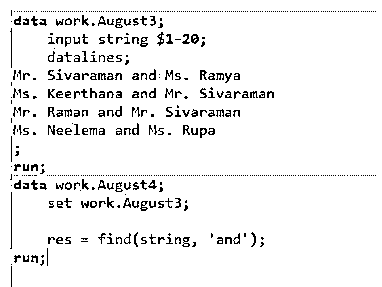 data work.August3;
input string $1-20;
datalines;
Mr. Sivaraman and Ms. Ramya
Ms. Keerthana and Mr. Sivaraman
Mr. Raman and Mr. Sivaraman
Ms. Neelema and Ms. Rupa
;
run;
data work.August4;
set work.August3;
res = find(string, 'and');
run;